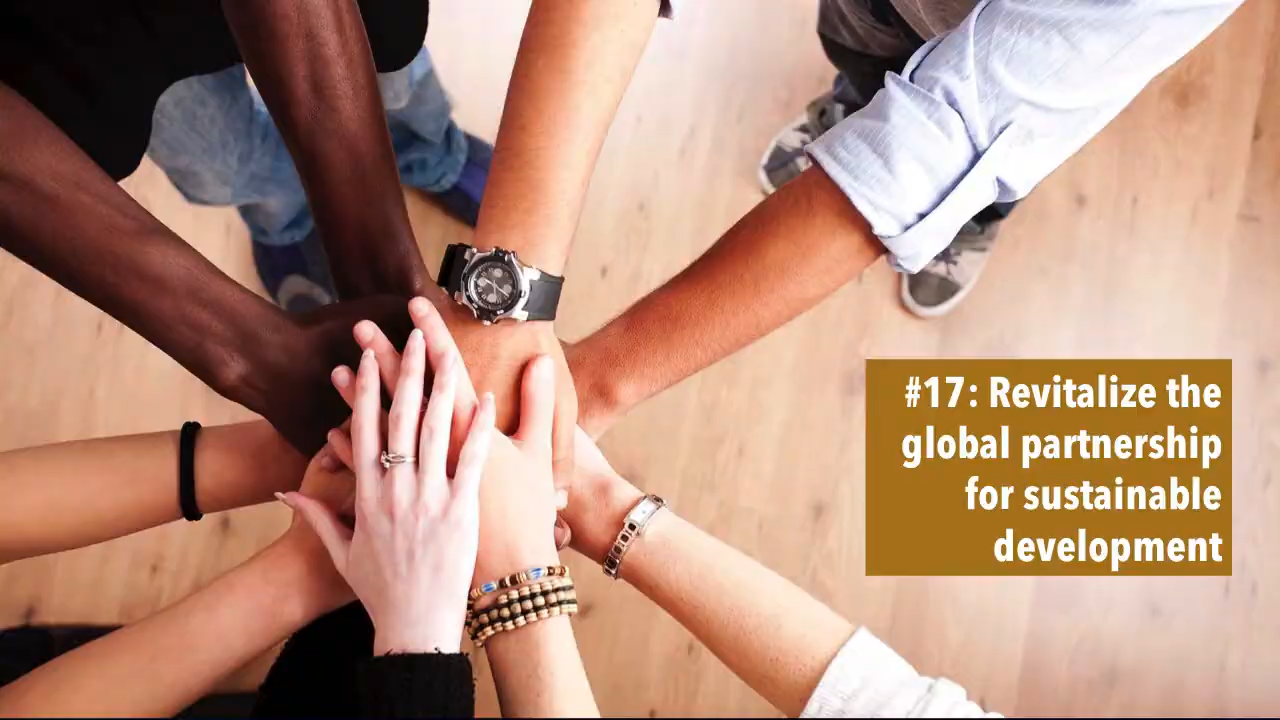 #17: Revitalize the
global partnership
for sustainable
development